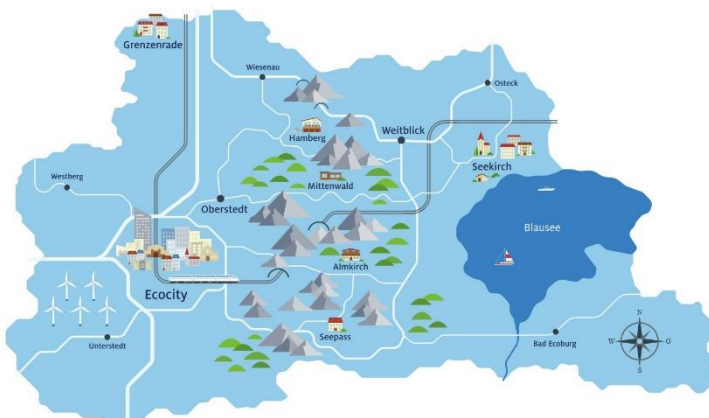 Grenzenrade
Wiesenau
Osteck
Hamberg
Weitblick
Seekirch
Mittenwald
Westberg
Oberstedt
Blausee
Almkirch
Ecocity
Seepass
Unterstedt
Bad Ecoburg
N
W
O
S